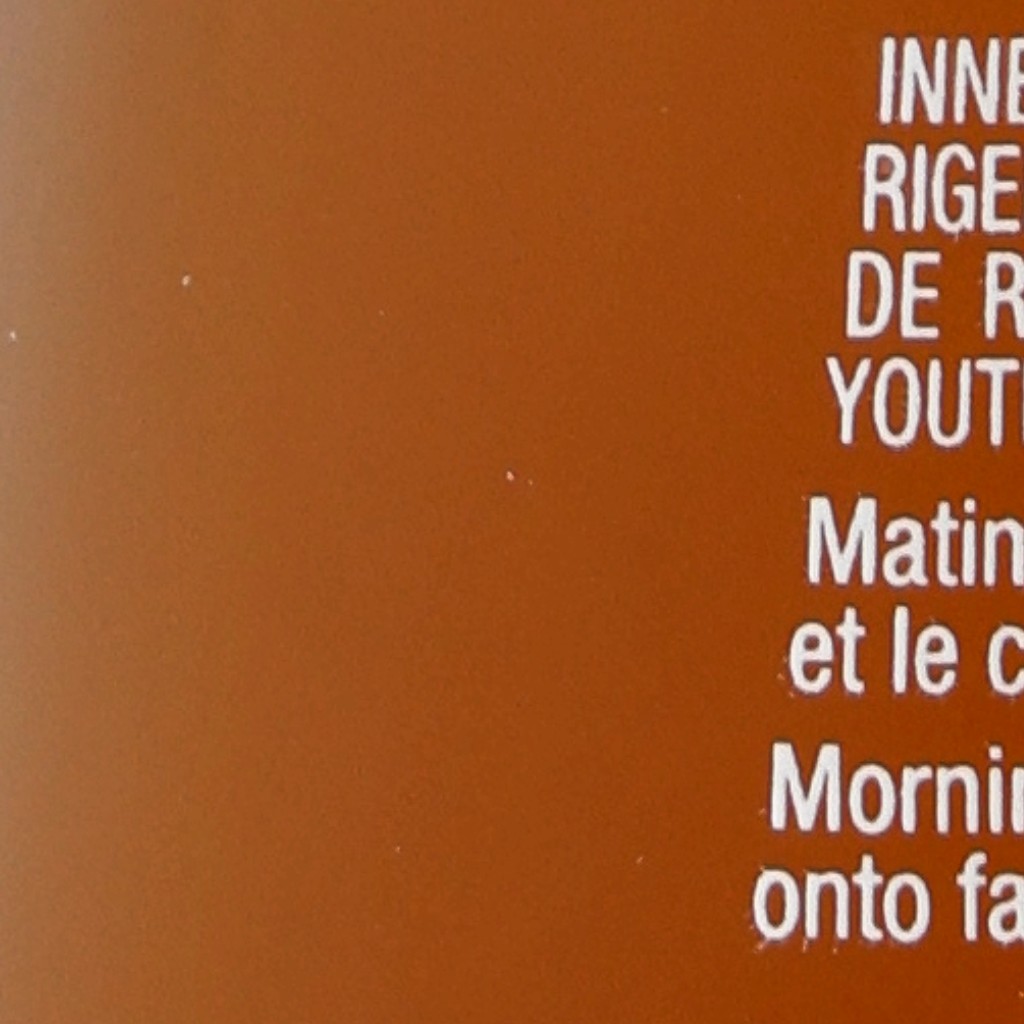 INNE
RIGE
DE R
YOUT
Matin
et le c
Mornin
onto fa